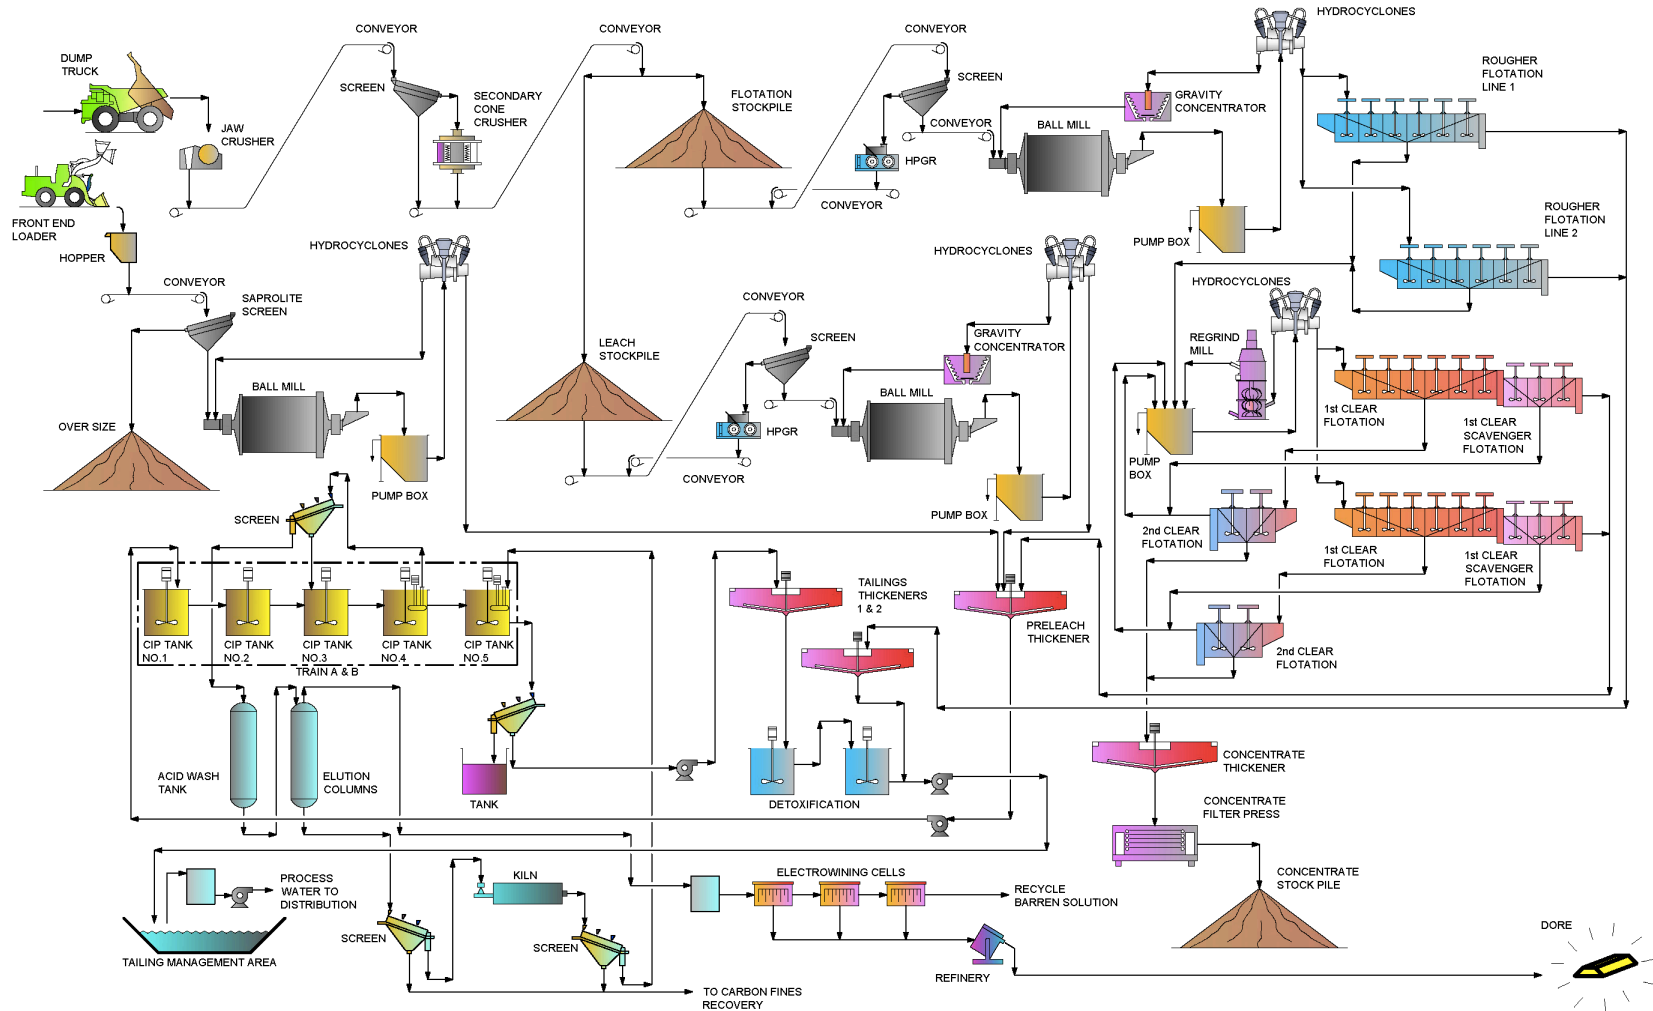 DUMP
TRUCK
JAW
CRUSHER
FRONT END
LOADER
HOPPER
CONVEYOR
SAPROLITE
SCREEN
OVER SIZE
BALL MILL
PUMP BOX
HYDROCYCLONES
CONVEYOR
SCREEN
SECONDARY
CONE
CRUSHER
CONVEYOR
FLOTATION
STOCKPILE
CONVEYOR
SCREEN
CONVEYOR
HPGR
CONVEYOR
BALL MILL
GRAVITY
CONCENTRATOR
HYDROCYCLONES
PUMP BOX
ROUGHER
FLOTATION
LINE 1
ROUGHER
FLOTATION
LINE 2
LEACH
STOCKPILE
CONVEYOR
SCREEN
HPGR
CONVEYOR
BALL MILL
GRAVITY
CONCENTRATOR
HYDROCYCLONES
PUMP BOX
HYDROCYCLONES
REGRIND
MILL
PUMP
BOX
1st CLEAR
FLOTATION
1st CLEAR
SCAVENGER
FLOTATION
2nd CLEAR
FLOTATION
1st CLEAR
FLOTATION
1st CLEAR
SCAVENGER
FLOTATION
2nd CLEAR
FLOTATION
SCREEN
CIP TANK
NO.1
CIP TANK
NO.2
CIP TANK
NO.3
CIP TANK
NO.4
CIP TANK
NO.5
TRAIN A & B
TAILINGS
THICKENERS
1 & 2
PRELEACH
THICKENER
ACID WASH
TANK
ELUTION
COLUMNS
TANK
DETOXIFICATION
CONCENTRATE
THICKENER
CONCENTRATE
FILTER PRESS
CONCENTRATE
STOCK PILE
PROCESS
WATER TO
DISTRIBUTION
TAILING MANAGEMENT AREA
SCREEN
KILN
SCREEN
TO CARBON FINES
RECOVERY
ELECTROWINING CELLS
RECYCLE
BARREN SOLUTION
REFINERY
DORE